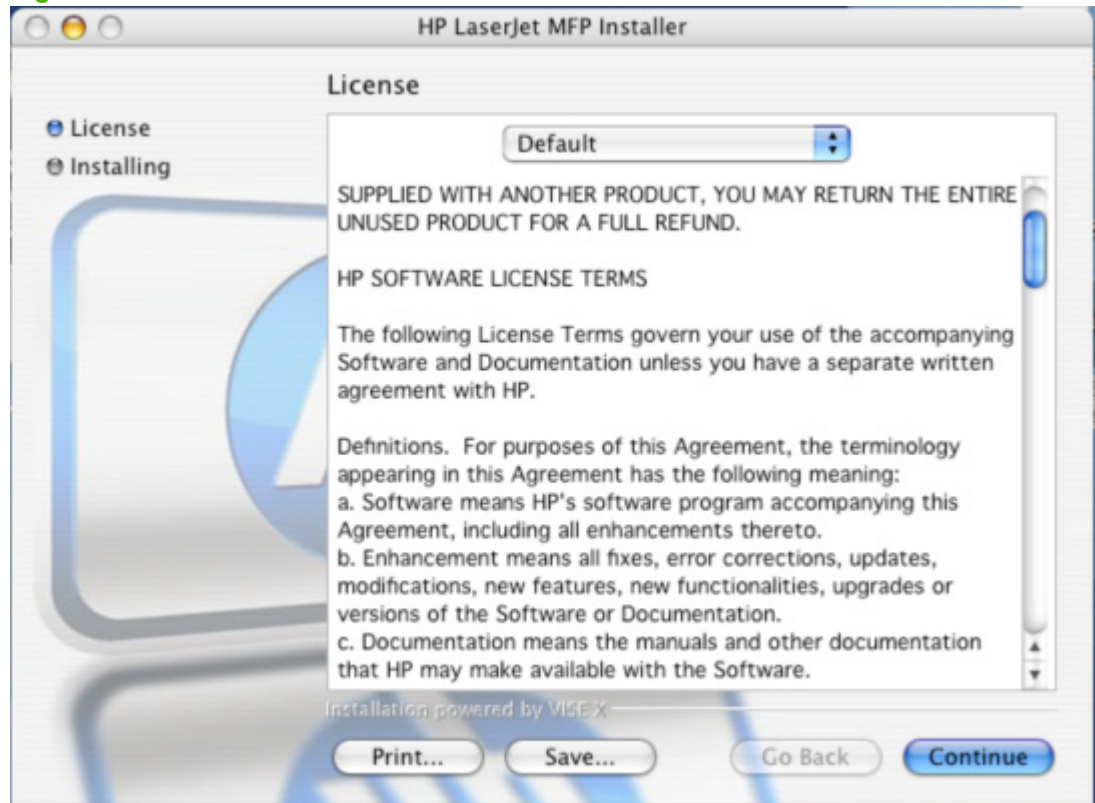 HP LaserJet MFP Installer
License
License
Installing
Default
SUPPLIED WITH ANOTHER PRODUCT, YOU MAY RETURN THE ENTIRE
UNUSED PRODUCT FOR A FULL REFUND.
HP SOFTWARE LICENSE TERMS
The following License Terms govern your use of the accompanying
Software and Documentation unless you have a separate written
agreement with HP.
Definitions.  For purposes of this Agreement, the terminology
appearing in this Agreement has the following meaning:
a. Software means HP's software program accompanying this
Agreement, including all enhancements thereto.
b. Enhancement means all fixes, error corrections, updates,
modifications, new features, new functionalities, upgrades or
versions of the Software or Documentation.
c. Documentation means the manuals and other documentation
that HP may make available with the Software.
Installation powered by VISE X
Print... Save... Go Back Continue